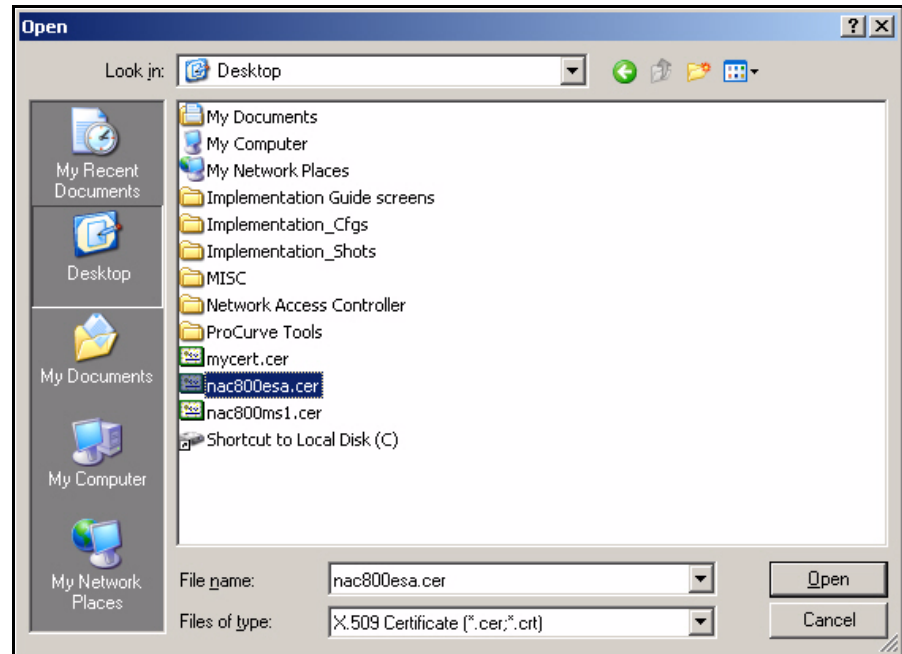 Open
Look in: Desktop
My Recent
Documents
Desktop
My Documents
My Computer
My Network
Places
My Documents
My Computer
My Network Places
Implementation Guide screens
Implementation_Cfgs
Implementation_Shots
MISC
Network Access Controller
ProCurve Tools
mycert.cer
nac800esa.cer
nac800ms1.cer
Shortcut to Local Disk (C)
File name: nac800esa.cer Open
Files of type: X.509 Certificate (*.cer;*.crt) Cancel